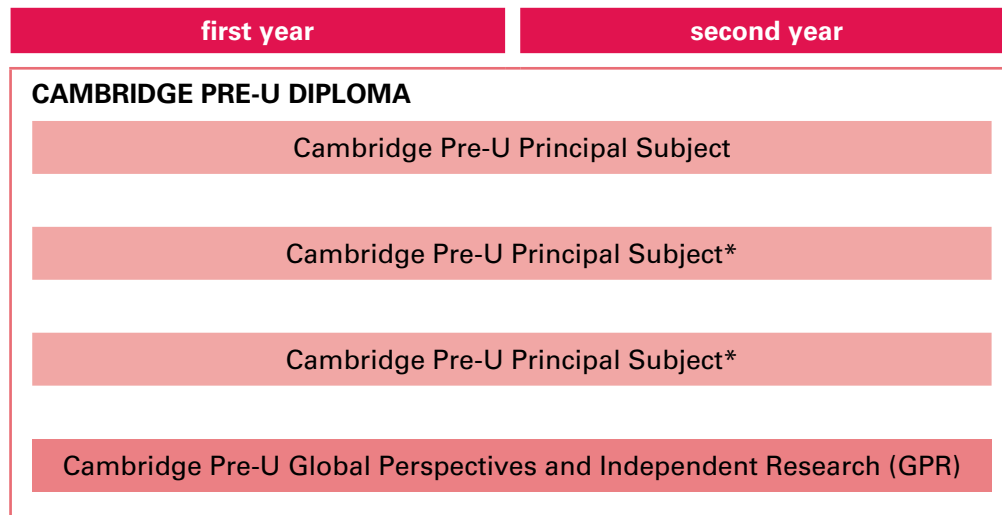 first year
second year
CAMBRIDGE PRE-U DIPLOMA
Cambridge Pre-U Principal Subject
Cambridge Pre-U Principal Subject*
Cambridge Pre-U Principal Subject*
Cambridge Pre-U Global Perspectives and Independent Research (GPR)